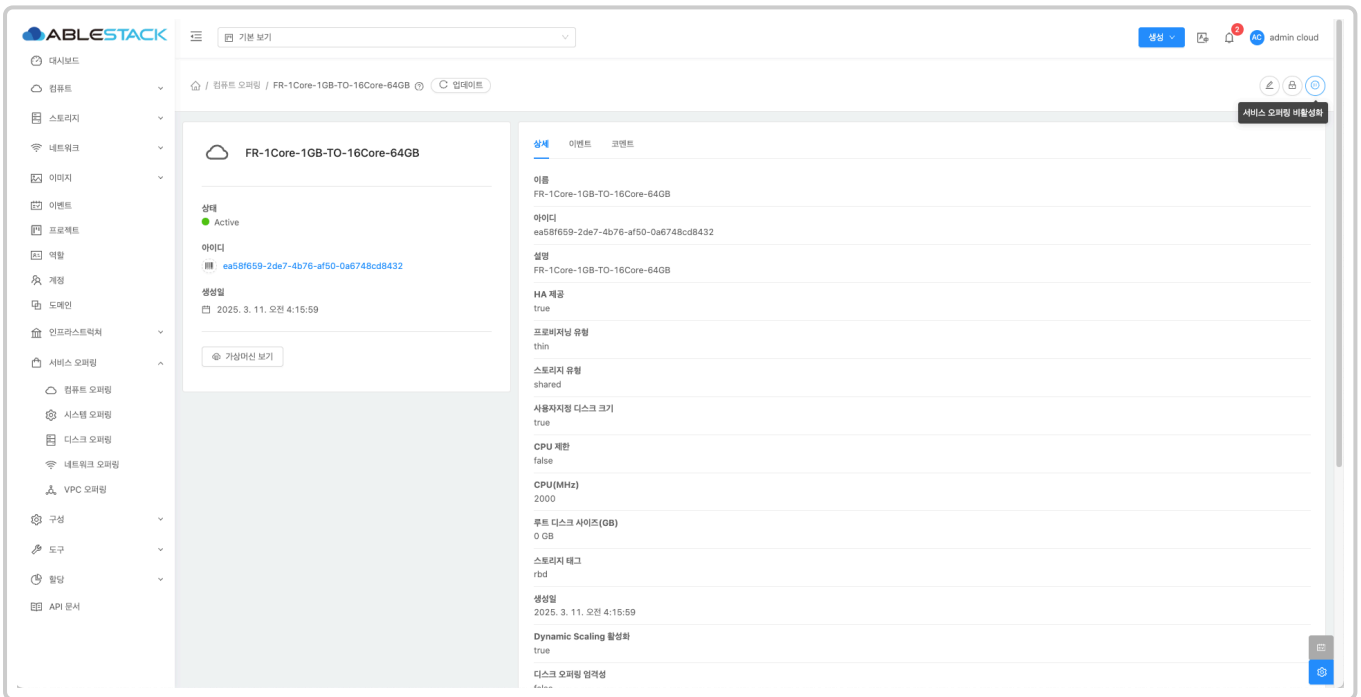 ABLESTACK
기본 보기
생성
2
AC
admin cloud
대시보드
컴퓨트
스토리지
네트워크
이미지
이벤트
프로젝트
역할
계정
도메인
인프라스트럭쳐
서비스 오퍼링
컴퓨트 오퍼링
시스템 오퍼링
디스크 오퍼링
네트워크 오퍼링
VPC 오퍼링
구성
도구
할당
API 문서
/ 컴퓨트 오퍼링 / FR-1Core-1GB-TO-16Core-64GB
업데이트
서비스 오퍼링 비활성화
FR-1Core-1GB-TO-16Core-64GB
상태
Active
아이디
ea58f659-2de7-4b76-af50-0a6748cd8432
생성일
2025. 3. 11. 오전 4:15:59
가상머신 보기
상세 이벤트 코멘트
이름
FR-1Core-1GB-TO-16Core-64GB
아이디
ea58f659-2de7-4b76-af50-0a6748cd8432
설명
FR-1Core-1GB-TO-16Core-64GB
HA 제공
true
프로비저닝 유형
thin
스토리지 유형
shared
사용자지정 디스크 크기
true
CPU 제한
false
CPU(MHz)
2000
루트 디스크 사이즈(GB)
0 GB
스토리지 태그
rbd
생성일
2025. 3. 11. 오전 4:15:59
Dynamic Scaling 활성화
true
디스크 오퍼링 엄격성
false